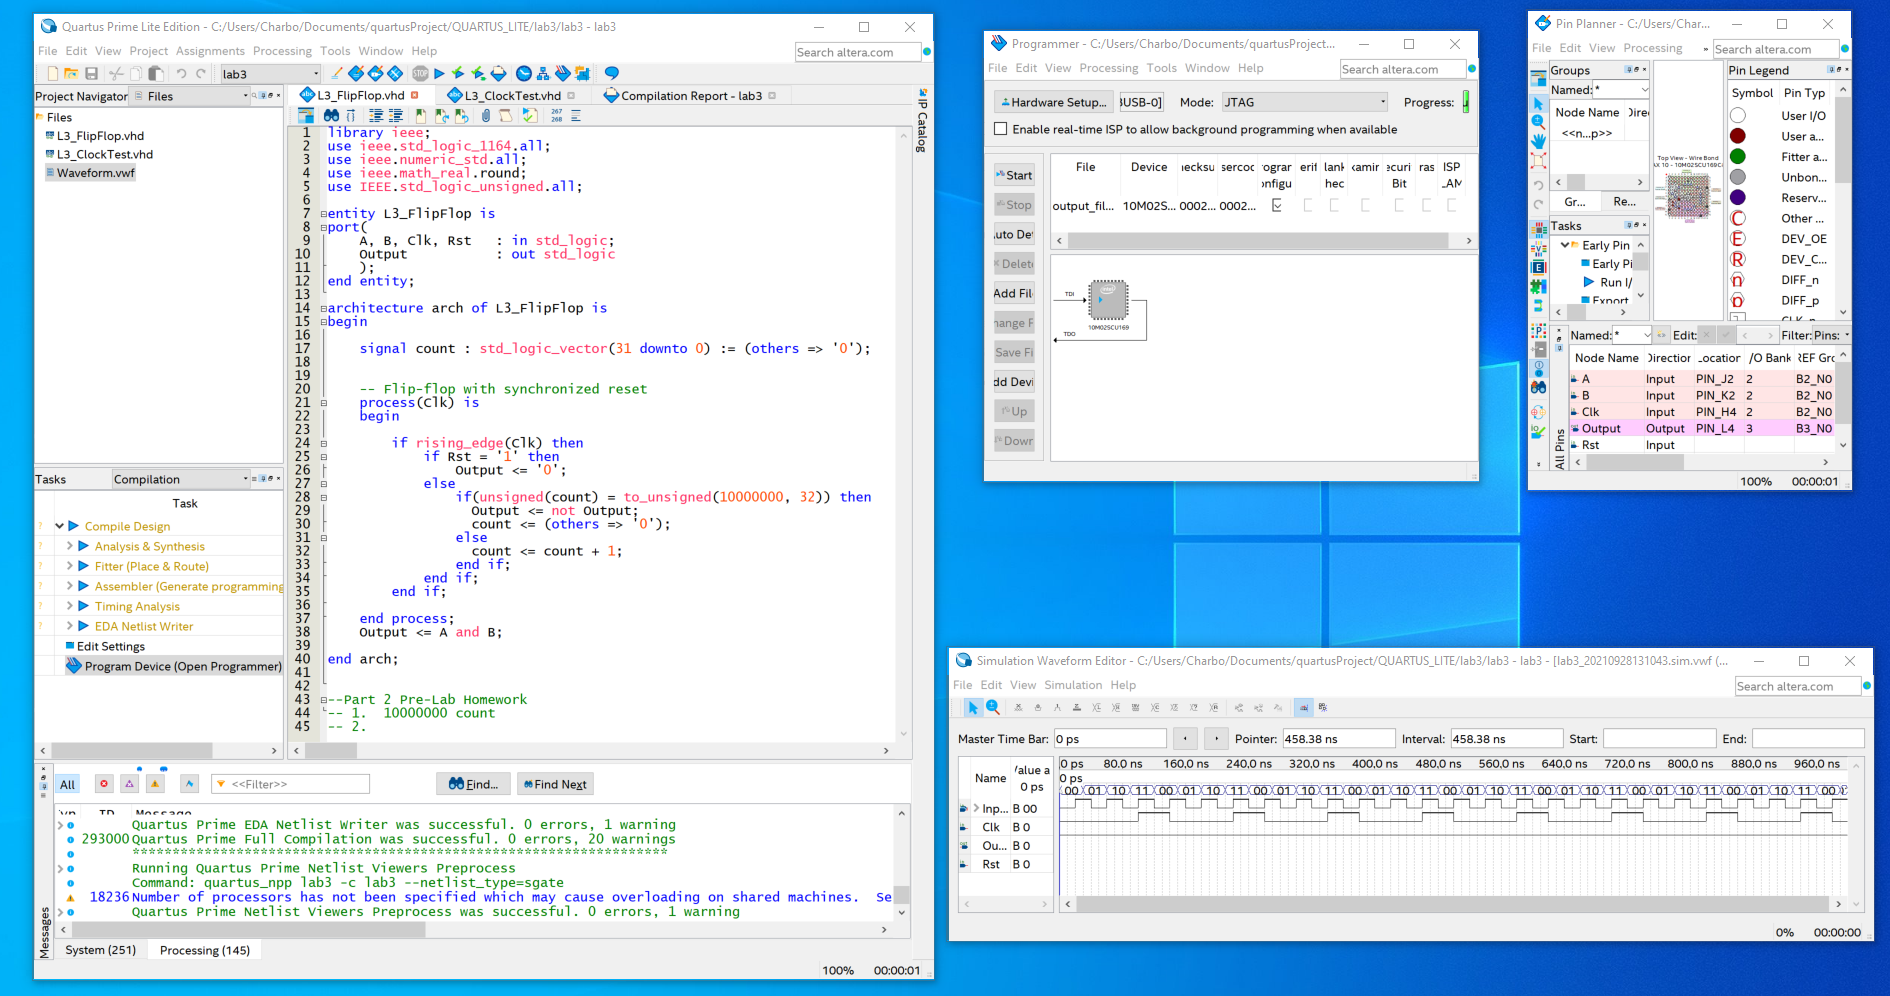 Quartus Prime Lite Edition - C:/Users/Charbo/Documents/quartusProject/QUARTUS_LITE/lab3/lab3 - lab3
File Edit View Project Assignments Processing Tools Window Help
Search altera.com
lab3
Project Navigator Files
Files
L3_FlipFlop.vhd
L3_ClockTest.vhd
Waveform.vwf
L3_FlipFlop.vhd L3_ClockTest.vhd Compilation Report - lab3
IP Catalog
1 library ieee;
2 use ieee.std_logic_1164.all;
3 use ieee.numeric_std.all;
4 use ieee.math_real.round;
5 use IEEE.std_logic_unsigned.all;
6
7 entity L3_FlipFlop is
8 port(
9 A, B, Clk, Rst : in std_logic;
10 Output : out std_logic
11 );
12 end entity;
13
14 architecture arch of L3_FlipFlop is
15 begin
16
17 signal count : std_logic_vector(31 downto 0) := (others => '0');
18
19
20 -- Flip-flop with synchronized reset
21 process(Clk) is
22 begin
23
24 if rising_edge(Clk) then
25 if Rst = '1' then
26 Output <= '0';
27 else
28 if(unsigned(count) = to_unsigned(10000000, 32)) then
29 Output <= not Output;
30 count <= (others => '0');
31 else
32 count <= count + 1;
33 end if;
34 end if;
35 end if;
36
37 end process;
38 Output <= A and B;
39
40 end arch;
41
42
43 --Part 2 Pre-Lab Homework
44 -- 1. 10000000 count
45 -- 2.
Tasks Compilation
Task
Compile Design
Analysis & Synthesis
Fitter (Place & Route)
Assembler (Generate programming
Timing Analysis
EDA Netlist Writer
Edit Settings
Program Device (Open Programmer)
All <<Filter>> Find... Find Next
Quartus Prime EDA Netlist Writer was successful. 0 errors, 1 warning
293000 Quartus Prime Full Compilation was successful. 0 errors, 20 warnings
Running Quartus Prime Netlist Viewers Preprocess
Command: quartus_npp lab3 -c lab3 --netlist_type=sgate
18236 Number of processors has not been specified which may cause overloading on shared machines. Se
Quartus Prime Netlist Viewers Preprocess was successful. 0 errors, 1 warning
Messages
System (251) Processing (145)
100% 00:00:01
Programmer - C:/Users/Charbo/Documents/quartusProject...
File Edit View Processing Tools Window Help
Search altera.com
Hardware Setup... USB-0] Mode: JTAG Progress:
Enable real-time ISP to allow background programming when available
Start
Stop
uto De
Delete
Add Fil
hange F
Save Fi
dd Devi
Up
Down
File Device hecksu sercoc rogran erif lank xamir ecuri ras ISP
onfigu hec Bit
output_fil... 10M02S... 0002... 0002...
TDI
10M02SCU169
TDO
Pin Planner - C:/Users/Char...
File Edit View Processing » Search altera.com
Groups
Named: *
Node Name Direc
<<n...p>>
Gr... Re...
Tasks
Early Pin
Early Pi
Run I/
Export
Top View - Wire Bond
AX 10 - 10M02SCU169C
Pin Legend
Symbol Pin Type
User I/O
User a...
Fitter a...
Unbon...
Reserv...
Other ...
DEV_OE
DEV_C...
DIFF_n
DIFF_p
Named: * Edit: Filter: Pins:
Node Name Direction Location I/O Bank REF Grc
A Input PIN_J2 2 B2_N0
B Input PIN_K2 2 B2_N0
Clk Input PIN_H4 2 B2_N0
Output Output PIN_L4 3 B3_N0
Rst Input
All Pins
100% 00:00:01
Simulation Waveform Editor - C:/Users/Charbo/Documents/quartusProject/QUARTUS_LITE/lab3/lab3 - lab3 - [lab3_20210928131043.sim.vwf (...
File Edit View Simulation Help
Search altera.com
Master Time Bar: 0 ps Pointer: 458.38 ns Interval: 458.38 ns Start: End:
Name Value a
0 ps
0 ps 80.0 ns 160.0 ns 240.0 ns 320.0 ns 400.0 ns 480.0 ns 560.0 ns 640.0 ns 720.0 ns 800.0 ns 880.0 ns 960.0 ns
0 ps
Inp... B 00 00 01 10 11 00 01 10 11 00 01 10 11 00 01 10 11 00 01 10 11 00 01 10 11 00
Clk B 0
Ou... B 0
Rst B 0
0% 00:00:00